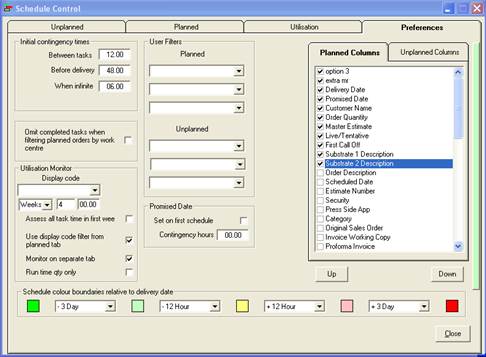 Schedule Control
Unplanned
Planned
Utilisation
Preferences
Initial contingency times
Between tasks 12.00
Before delivery 48.00
When infinite 06.00
Omit completed tasks when
filtering planned orders by work
centre
Utilisation Monitor
Display code
Weeks 4 00.00
Assess all task time in first wee
Use display code filter from
planned tab
Monitor on separate tab
Run time qty only
User Filters
Planned
Unplanned
Promised Date
Set on first schedule
Contingency hours 00.00
Planned Columns
Unplanned Columns
option 3
extra mr
Delivery Date
Promised Date
Customer Name
Order Quantity
Master Estimate
Live/Tentative
First Call Off
Substrate 1 Description
Substrate 2 Description
Order Description
Scheduled Date
Estimate Number
Security
Press Side App
Category
Original Sales Order
Invoice Working Copy
Proforma Invoice
Up
Down
Schedule colour boundaries relative to delivery date
- 3 Day
- 12 Hour
+ 12 Hour
+ 3 Day
Close